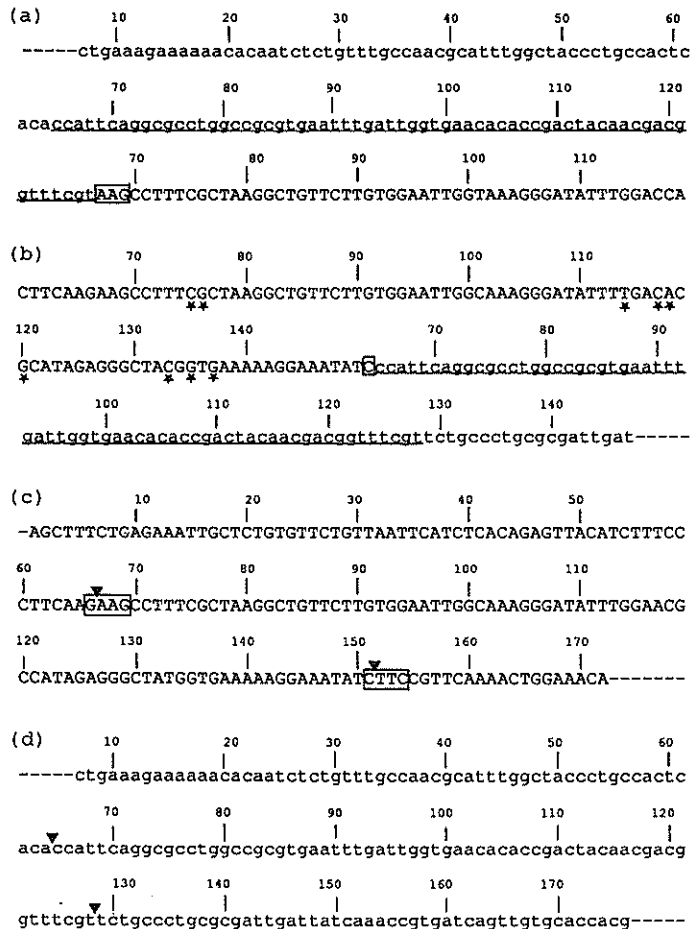 (a)
10 20 30 40 50 60
-----ctgaaagaaaaaacacaatctctgtttgccaacgcatttggctaccctgccactc
70 80 90 100 110 120
acaccattcaggcgcctggccgcgtgaatttgattggtgaacacaccgactacaacgacg
70 80 90 100 110
gtttcgtAAGCCTTTCGCTAAGGCTGTTCTTGTGGAATTGGTAAAGGGATATTTGGACCA
(b)
70 80 90 100 110
CTTCAAGAAGCCTTTCGCTAAGGCTGTTCTTGTGGAATTGGCAAAGGGATATTTTGACAC
120 130 140 70 80 90
GCATAGAGGGCTACGGTGAAAAAGGAAATATCccattcaggcgcctggccgcgtgaattt
100 110 120 130 140
gattggtgaacacaccgactacaacgacggtttcgttctgccctgcgcgattgat-----
(c)
10 20 30 40 50
-AGCTTTCTGAGAAATTGCTCTGTGTTCTGTTAATTCATCTCACAGAGTTACATCTTTCC
60 70 80 90 100 110
CTTCAAGAAGCCTTTCGCTAAGGCTGTTCTTGTGGAATTGGCAAAGGGATATTTGGAACG
120 130 140 150 160 170
CCATAGAGGGCTATGGTGAAAAAGGAAATATCTTCCGTTCAAAACTGGAAACA-------
(d)
10 20 30 40 50 60
-----ctgaaagaaaaaacacaatctctgtttgccaacgcatttggctaccctgccactc
70 80 90 100 110 120
acaccattcaggcgcctggccgcgtgaatttgattggtgaacacaccgactacaacgacg
130 140 150 160 170
gtttcgttctgccctgcgcgattgattatcaaaccgtgatcagttgtgcaccacg-----